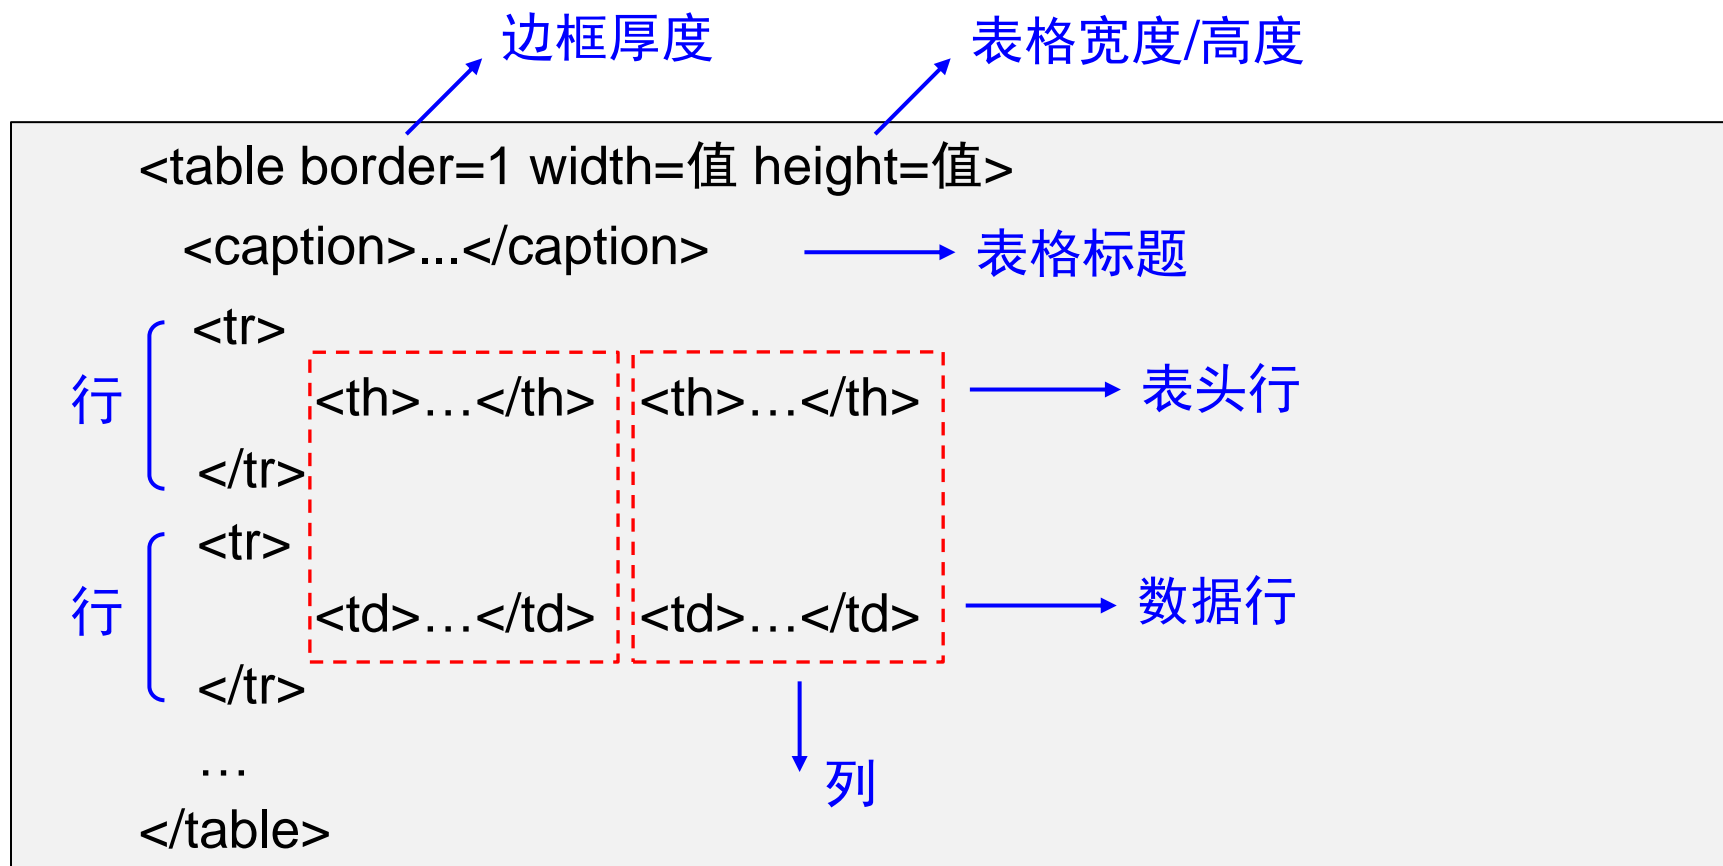 边框厚度 表格宽度/高度
<table border=1 width=值 height=值>
<caption>...</caption> 表格标题
<tr>
行 <th>…</th> <th>…</th> 表头行
</tr>
<tr>
行 <td>…</td> <td>…</td> 数据行
</tr>
…
列
</table>